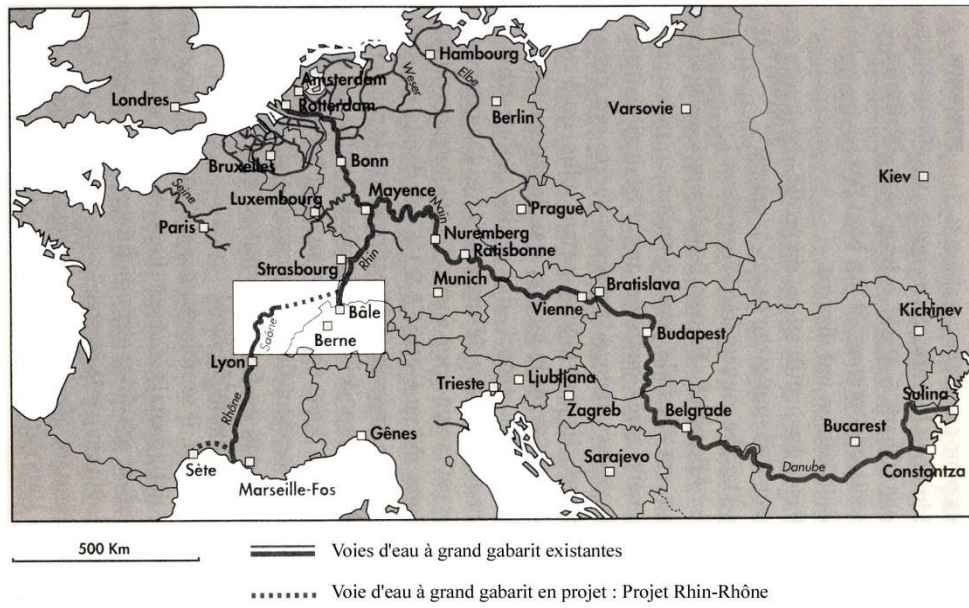 Hambourg
Elbe
Weser
Amsterdam
Londres
Rotterdam
Berlin
Varsovie
Bruxelles
Bonn
Kiev
Seine
Luxembourg
Mayence
Main
Prague
Paris
Nuremberg
Ratisbonne
Strasbourg
Rhin
Munich
Bratislava
Vienne
Bâle
Kichinev
Saône
Berne
Budapest
Lyon
Trieste
Ljubljana
Sulina
Rhône
Zagreb
Belgrade
Bucarest
Gênes
Sète
Sarajevo
Danube
Constantza
Marseille-Fos
500 Km
Voies d'eau à grand gabarit existantes
Voie d'eau à grand gabarit en projet : Projet Rhin-Rhône